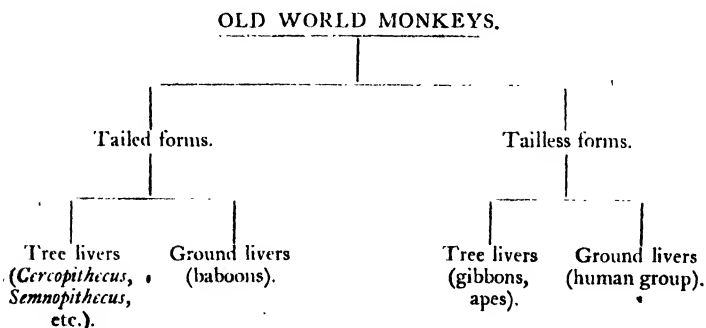 OLD WORLD MONKEYS.
Tailed forms.
Tailless forms.
Tree livers
(Cercopithecus,
Semnopithecus,
etc.).
Ground livers
(baboons).
Tree livers
(gibbons,
apes).
Ground livers
(human group).